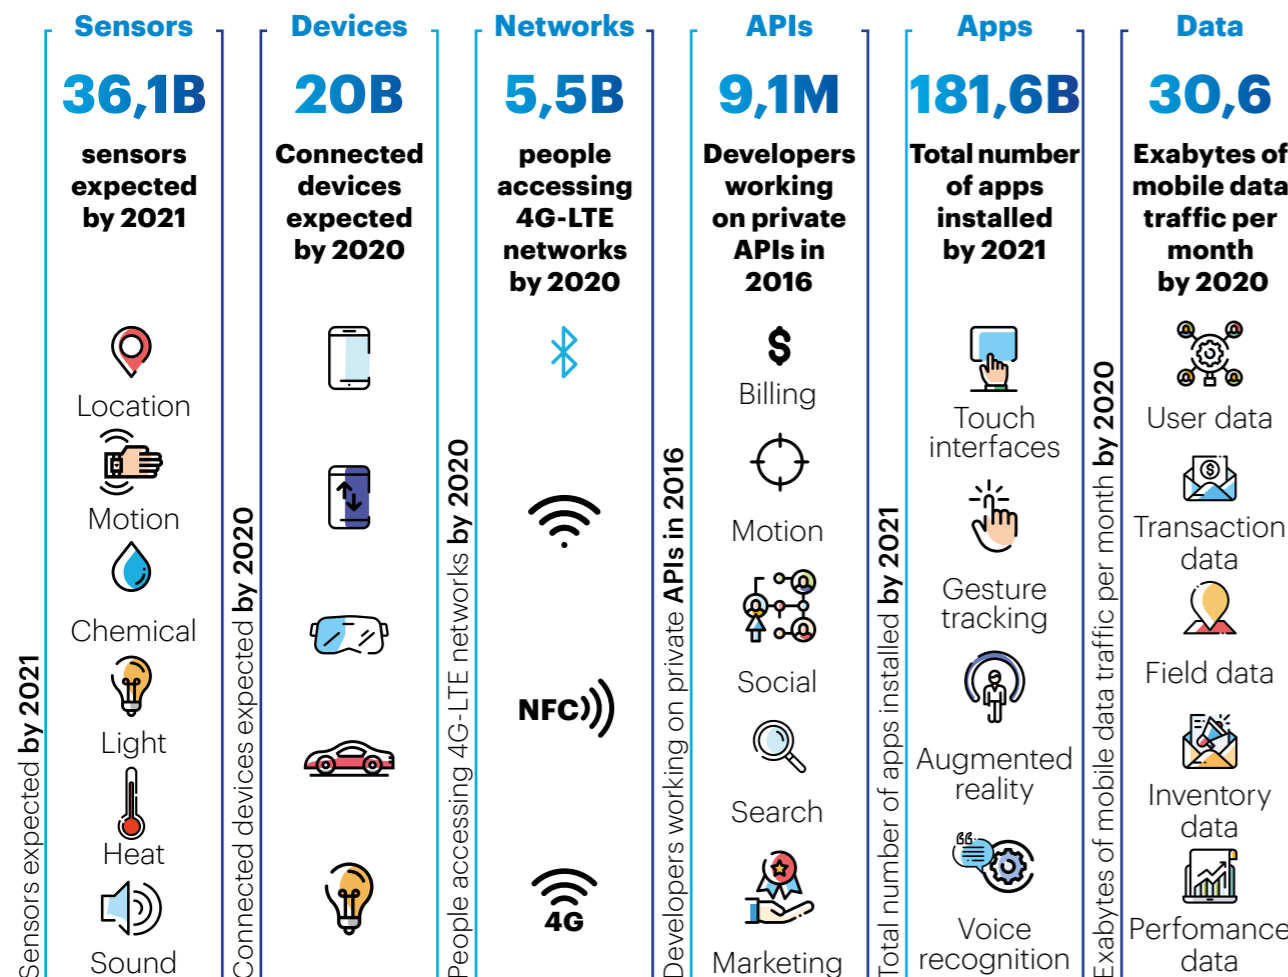 Sensors
36,1B
sensors
expected
by 2021
Location
Motion
Chemical
Light
Heat
Sound
Sensors expected by 2021
Devices
20B
Connected
devices
expected
by 2020
Connected devices expected by 2020
Networks
5,5B
people
accessing
4G-LTE
networks
by 2020
NFC
4G
People accessing 4G-LTE networks by 2020
APIs
9,1M
Developers
working
on private
APIs in
2016
$
Billing
Motion
Social
Search
Marketing
Developers working on private APIs in 2016
Apps
181,6B
Total number
of apps
installed
by 2021
Touch
interfaces
Gesture
tracking
Augmented
reality
Voice
recognition
Total number of apps installed by 2021
Data
30,6
Exabytes of
mobile data
traffic per
month
by 2020
User data
$
Transaction
data
Field data
Inventory
data
Perfomance
data
Exabytes of mobile data traffic per month by 2020